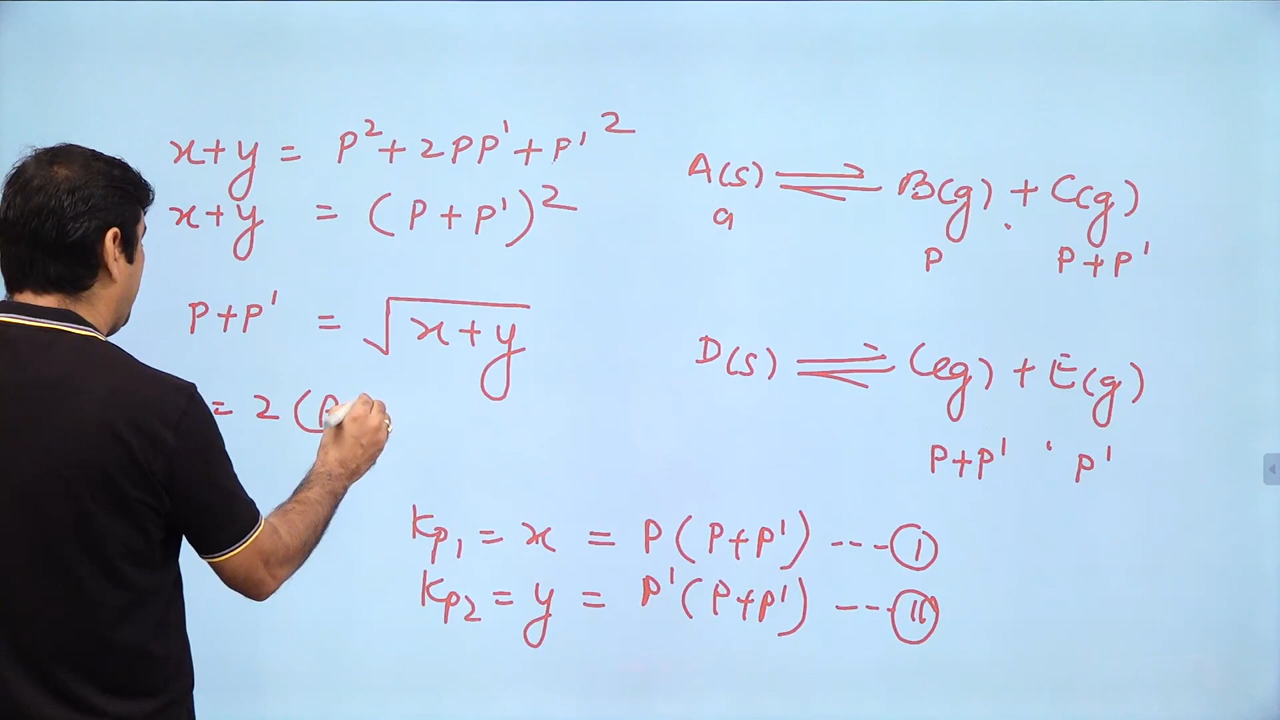 x+y = P²+2PP'+P'²
x+y = (P+P')²
P+P' = √x+y
= 2(P
A(s) ⇌ B(g) + C(g)
a P P+P'
D(s) ⇌ C(g) + E(g)
P+P' P'
Kp₁ = x = P(P+P') ---Ⓘ
Kp₂ = y = P'(P+P') ---ⒾⒾ